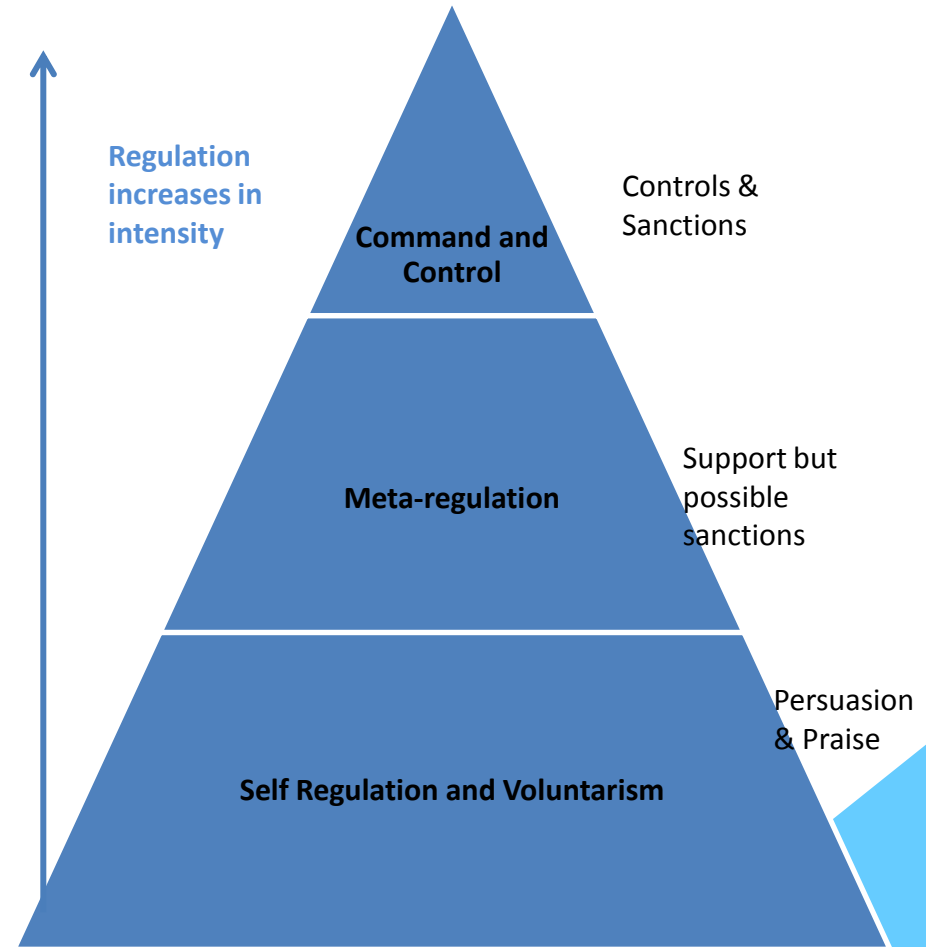 Regulation
increases in
intensity
Controls &
Sanctions
Command and
Control
Support but
possible
sanctions
Meta-regulation
Persuasion
& Praise
Self Regulation and Voluntarism